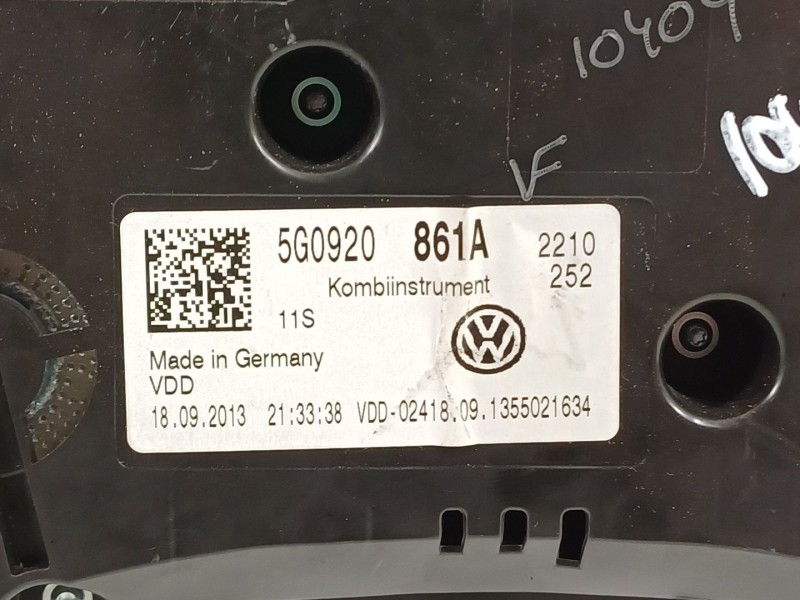 10409
V
5G0920 861A 2210
Kombiinstrument 252
11S
Made in Germany
VDD
18.09.2013 21:33:38 VDD-02418.09.1355021634